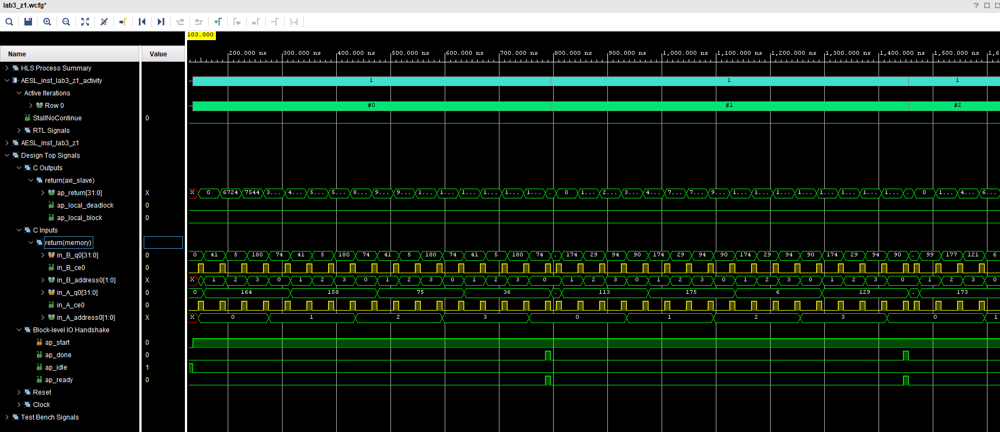 lab3_z1.wcfg*
?
103.000
Name Value
200.000 ns 300.000 ns 400.000 ns 500.000 ns 600.000 ns 700.000 ns 800.000 ns 900.000 ns 1,000.000 ns 1,100.000 ns 1,200.000 ns 1,300.000 ns 1,400.000 ns 1,500.000 ns 1,6
HLS Process Summary
AESL_inst_lab3_z1_activity 1 1 1
Active Iterations
Row 0 #0 #1 #2
StallNoContinue 0
RTL Signals
AESL_inst_lab3_z1
Design Top Signals
C Outputs
return(axi_slave)
ap_return[31:0] X X 0 6724 7544 3... 4... 5... 5... 8... 9... 9... 1... 1... 1... 1... 1... 1... . 0 1... 2... 3... 4... 7... 7... 9... 1... 1... 1... 1... 1... 1... 1... . 0 1... 4... 6...
ap_local_deadlock 0
ap_local_block 0
C Inputs
return(memory)
in_B_q0[31:0] 0 0 41 5 180 74 41 5 180 74 41 5 180 74 41 5 180 74 . 174 29 94 90 174 29 94 90 174 29 94 90 174 29 94 90 . 99 177 121 6
in_B_ce0 0
in_B_address0[1:0] X X 1 2 3 0 1 2 3 0 1 2 3 0 1 2 3 0 1 2 3 0 1 2 3 0 1 2 3 0 1 2 3 0 1 2 3 0
in_A_q0[31:0] 0 0 164 158 75 36 . 113 175 6 129 . 173
in_A_ce0 0
in_A_address0[1:0] X X 0 1 2 3 0 1 2 3 0 1
Block-level IO Handshake
ap_start 0
ap_done 0
ap_idle 1
ap_ready 0
Reset
Clock
Test Bench Signals